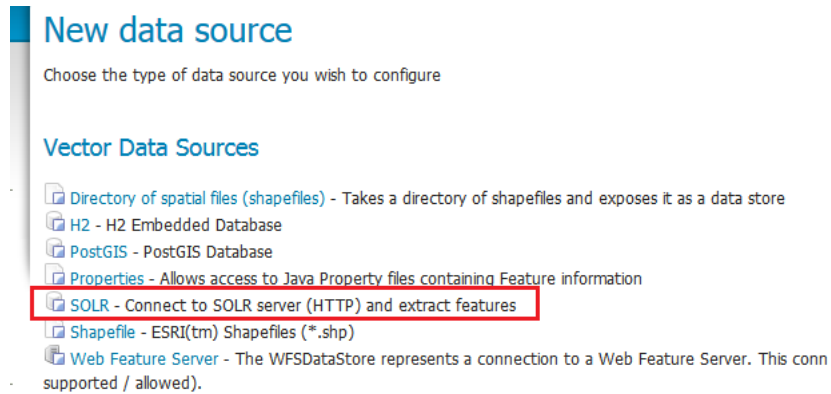 New data source
Choose the type of data source you wish to configure
Vector Data Sources
Directory of spatial files (shapefiles) - Takes a directory of shapefiles and exposes it as a data store
H2 - H2 Embedded Database
PostGIS - PostGIS Database
Properties - Allows access to Java Property files containing Feature information
SOLR - Connect to SOLR server (HTTP) and extract features
Shapefile - ESRI(tm) Shapefiles (*.shp)
Web Feature Server - The WFSDataStore represents a connection to a Web Feature Server. This conn
supported / allowed).